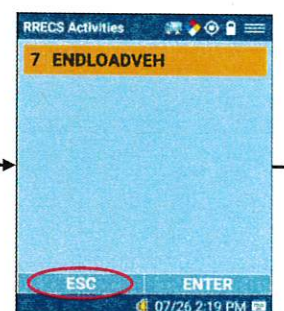 RRECS Activities
7 ENDLOADVEH
ESC ENTER
07/26 2:19 PM